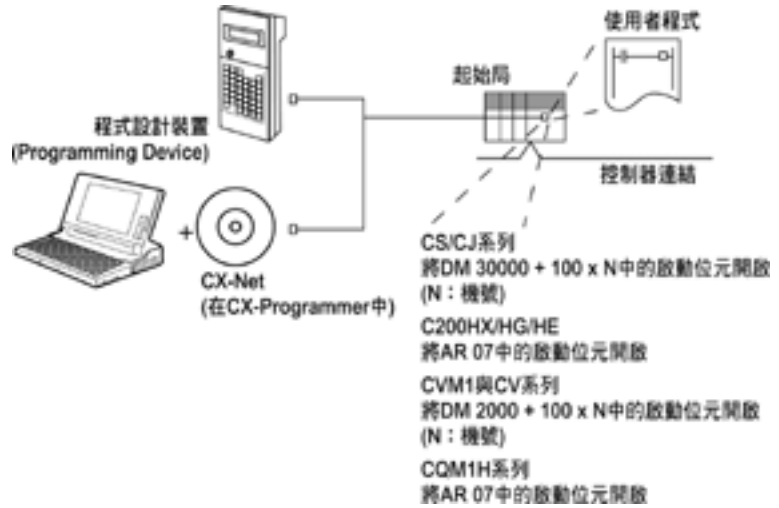 使用者程式
起始局
程式設計裝置
(Programming Device)
控制器連結
+
CX-Net
(在CX-Programmer中)
CS/CJ系列
將DM 30000 + 100 x N中的啟動位元開啟
(N：機號)
C200HX/HG/HE
將AR 07中的啟動位元開啟
CVM1與CV系列
將DM 2000 + 100 x N中的啟動位元開啟
(N：機號)
CQM1H系列
將AR 07中的啟動位元開啟